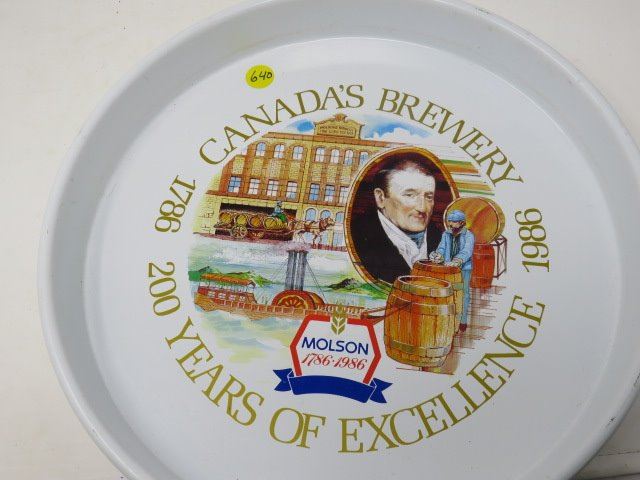 640
CANADA'S BREWERY
1786 1986
200 YEARS OF EXCELLENCE
MOLSON
1786-1986